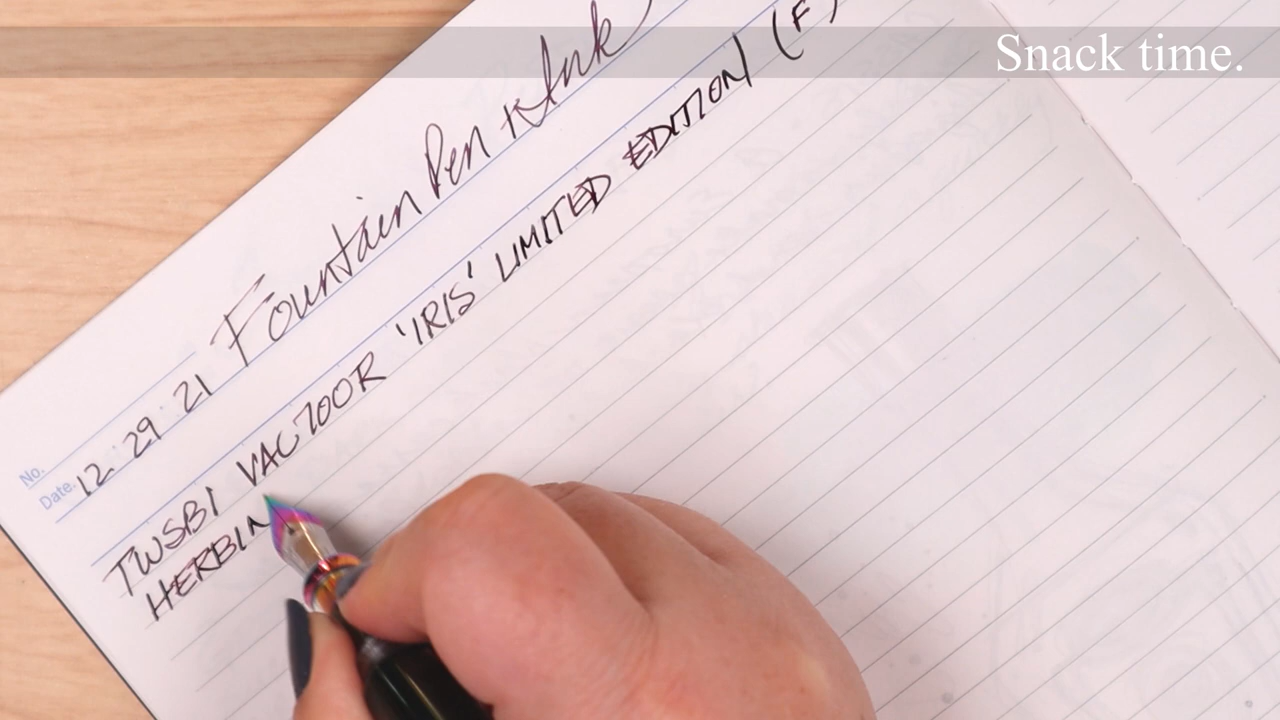 Snack time.
No.
Date. 12 29 21 Fountain Pen + Ink
TWSBI VAC700R 'IRIS' LIMITED EDITION (F)
HERBIN